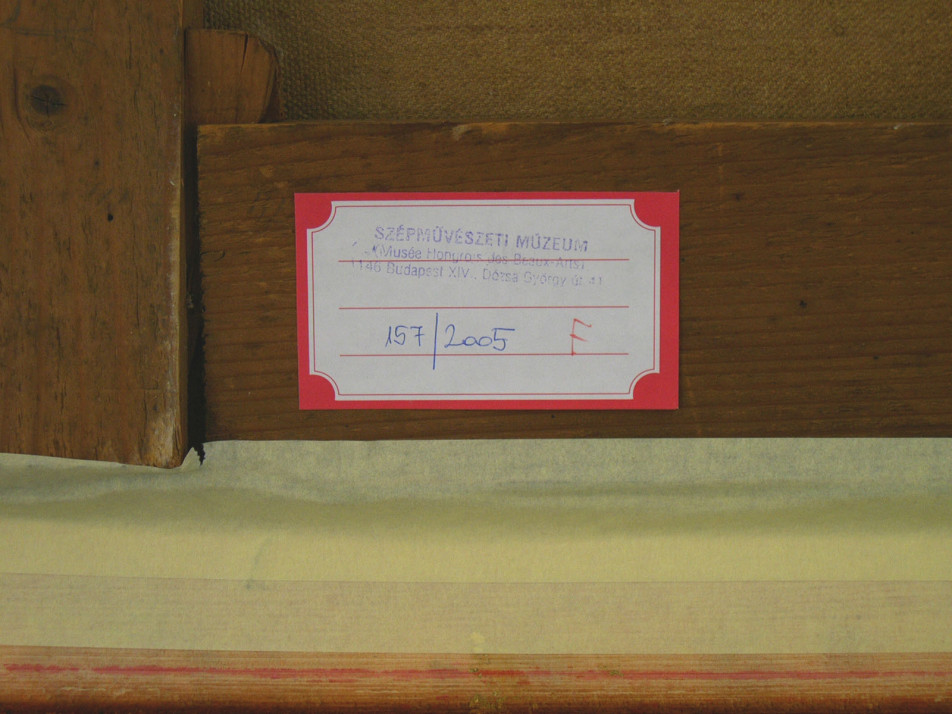 SZÉPMŰVÉSZETI MÚZEUM
(Musée Hongrois des Beaux-Arts)
1146 Budapest XIV., Dózsa György út 41
157/2005 F